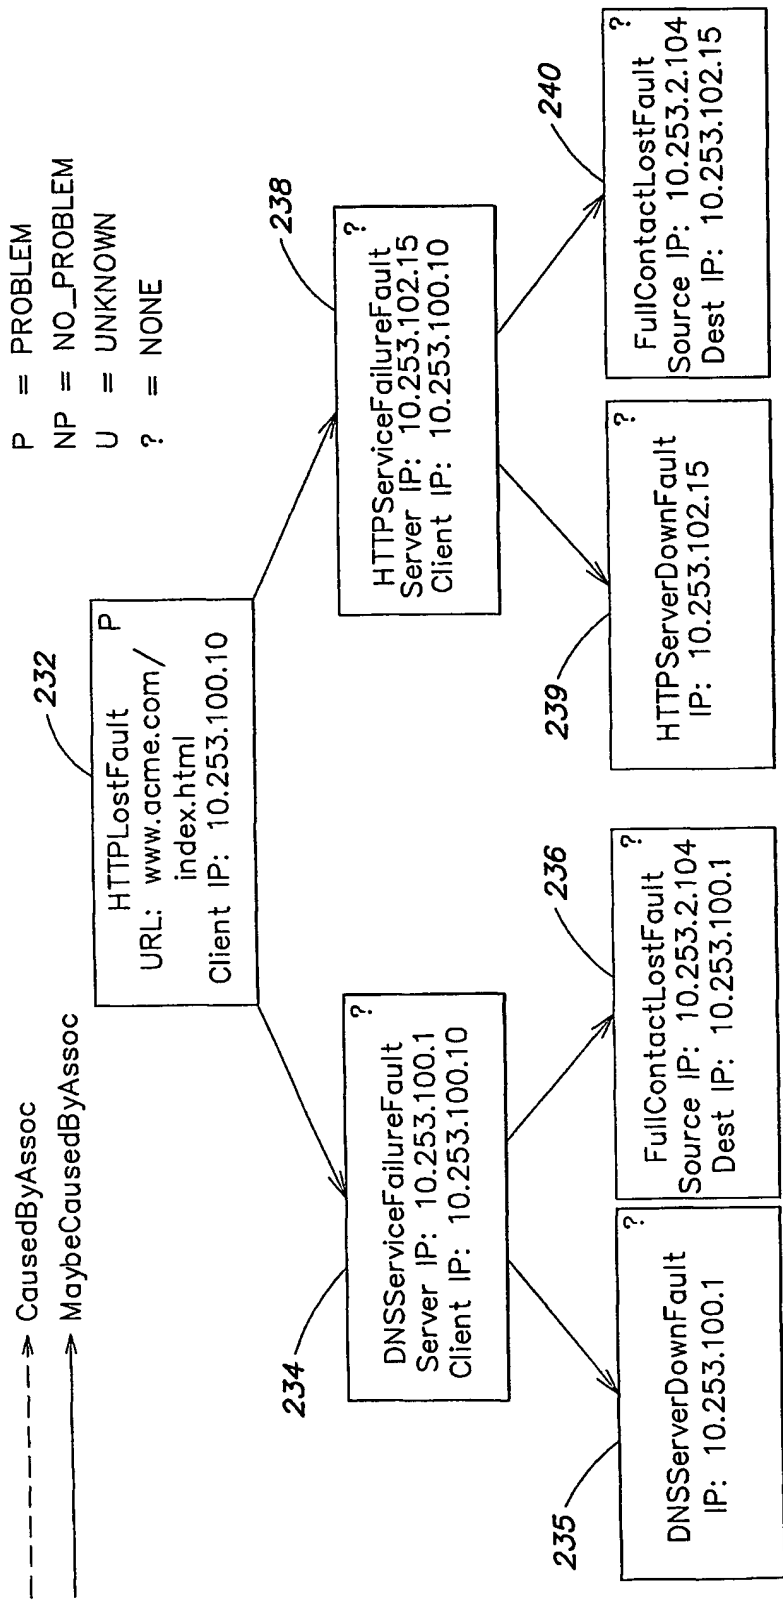 - - - - - -> CausedByAssoc
MaybeCausedByAssoc
P = PROBLEM
NP = NO_PROBLEM
U = UNKNOWN
? = NONE
232
HTTPLostFault P
URL: www.acme.com/
index.html
Client IP: 10.253.100.10
234
DNSServiceFailureFault ?
Server IP: 10.253.100.1
Client IP: 10.253.100.10
238
HTTPServiceFailureFault ?
Server IP: 10.253.102.15
Client IP: 10.253.100.10
235
DNSServerDownFault ?
IP: 10.253.100.1
236
FullContactLostFault ?
Source IP: 10.253.2.104
Dest IP: 10.253.100.1
239
HTTPServerDownFault ?
IP: 10.253.102.15
240
FullContactLostFault ?
Source IP: 10.253.2.104
Dest IP: 10.253.102.15